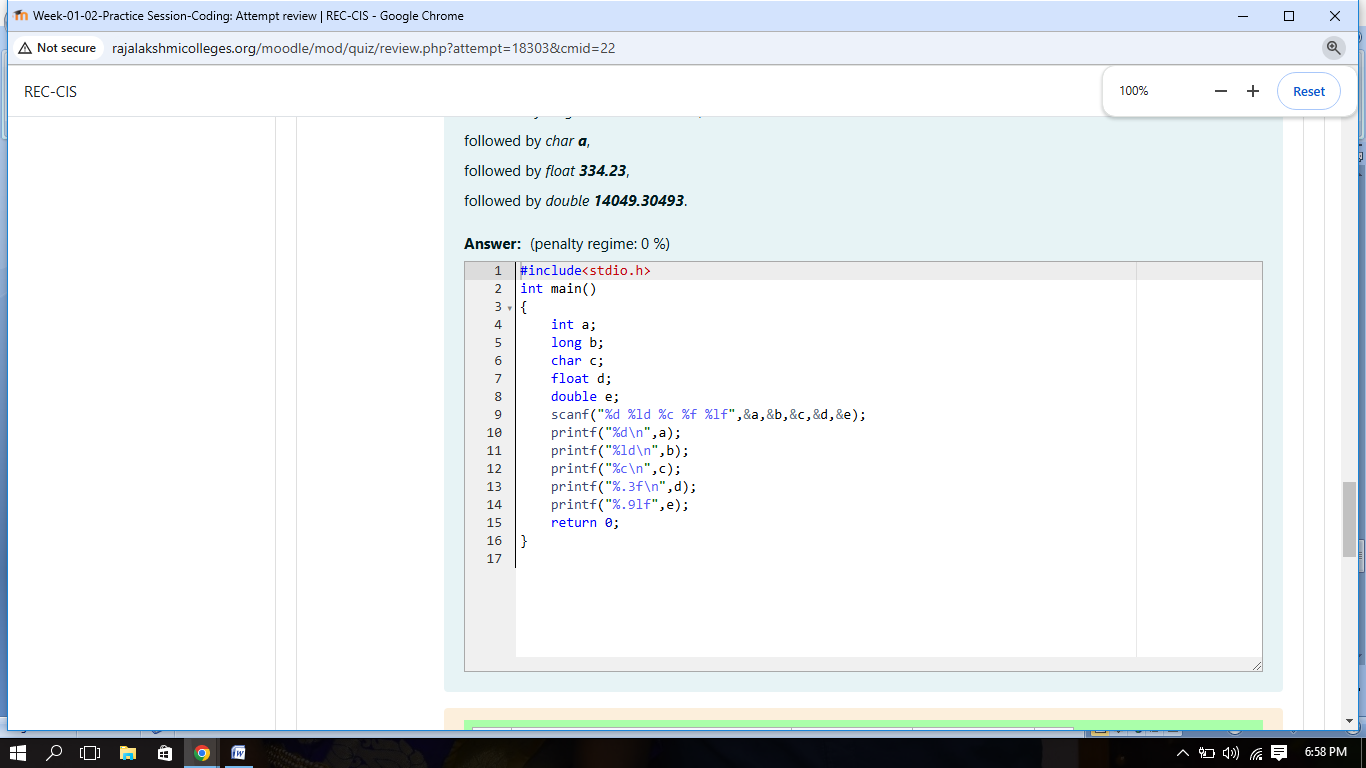 Week-01-02-Practice Session-Coding: Attempt review | REC-CIS - Google Chrome
Not secure rajalakshmicolleges.org/moodle/mod/quiz/review.php?attempt=18303&cmid=22
REC-CIS
100% Reset
followed by char a,
followed by float 334.23,
followed by double 14049.30493.
Answer: (penalty regime: 0 %)
1 #include<stdio.h>
2 int main()
3 {
4 int a;
5 long b;
6 char c;
7 float d;
8 double e;
9 scanf("%d %ld %c %f %lf",&a,&b,&c,&d,&e);
10 printf("%d\n",a);
11 printf("%ld\n",b);
12 printf("%c\n",c);
13 printf("%.3f\n",d);
14 printf("%.9lf",e);
15 return 0;
16 }
17
6:58 PM